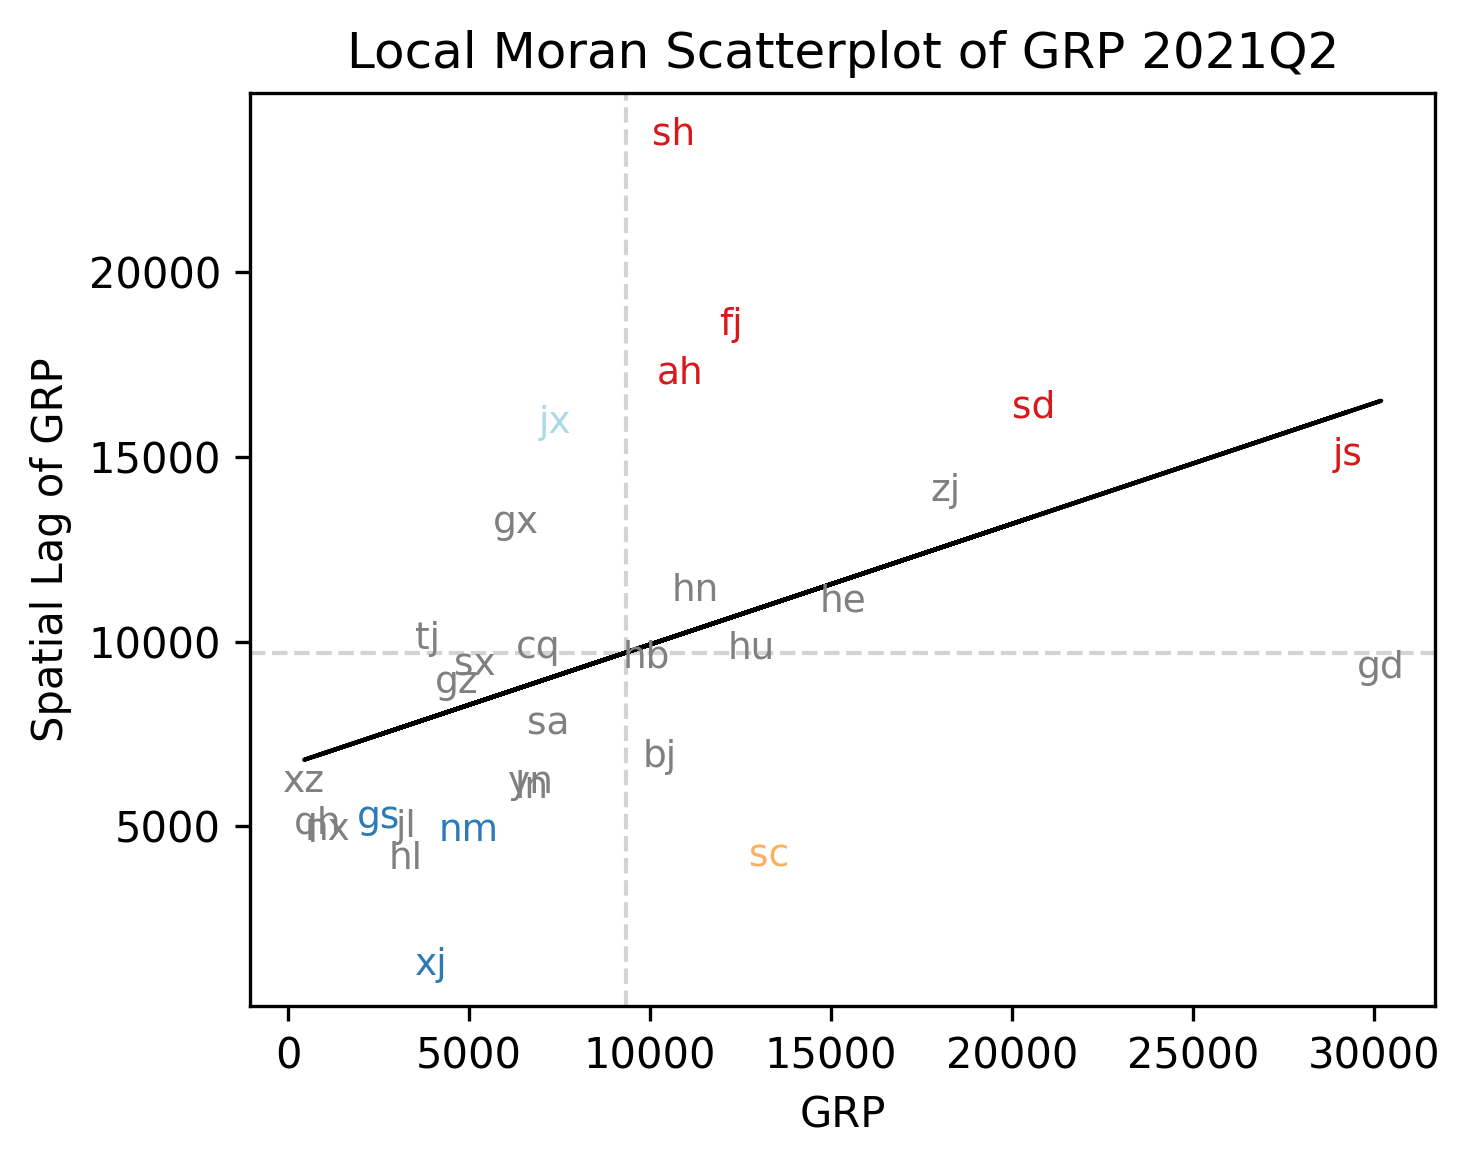 Local Moran Scatterplot of GRP 2021Q2
sh
20000
fj
ah
jx
sd
15000
js
zj
gx
hn
he
tj
cq
hu
10000
sx
hb
gd
gz
sa
bj
xz
yn
ln
qh
nx
gs
jl
nm
5000
hl
sc
xj
Spatial Lag of GRP
0
5000
10000
15000
20000
25000
30000
GRP